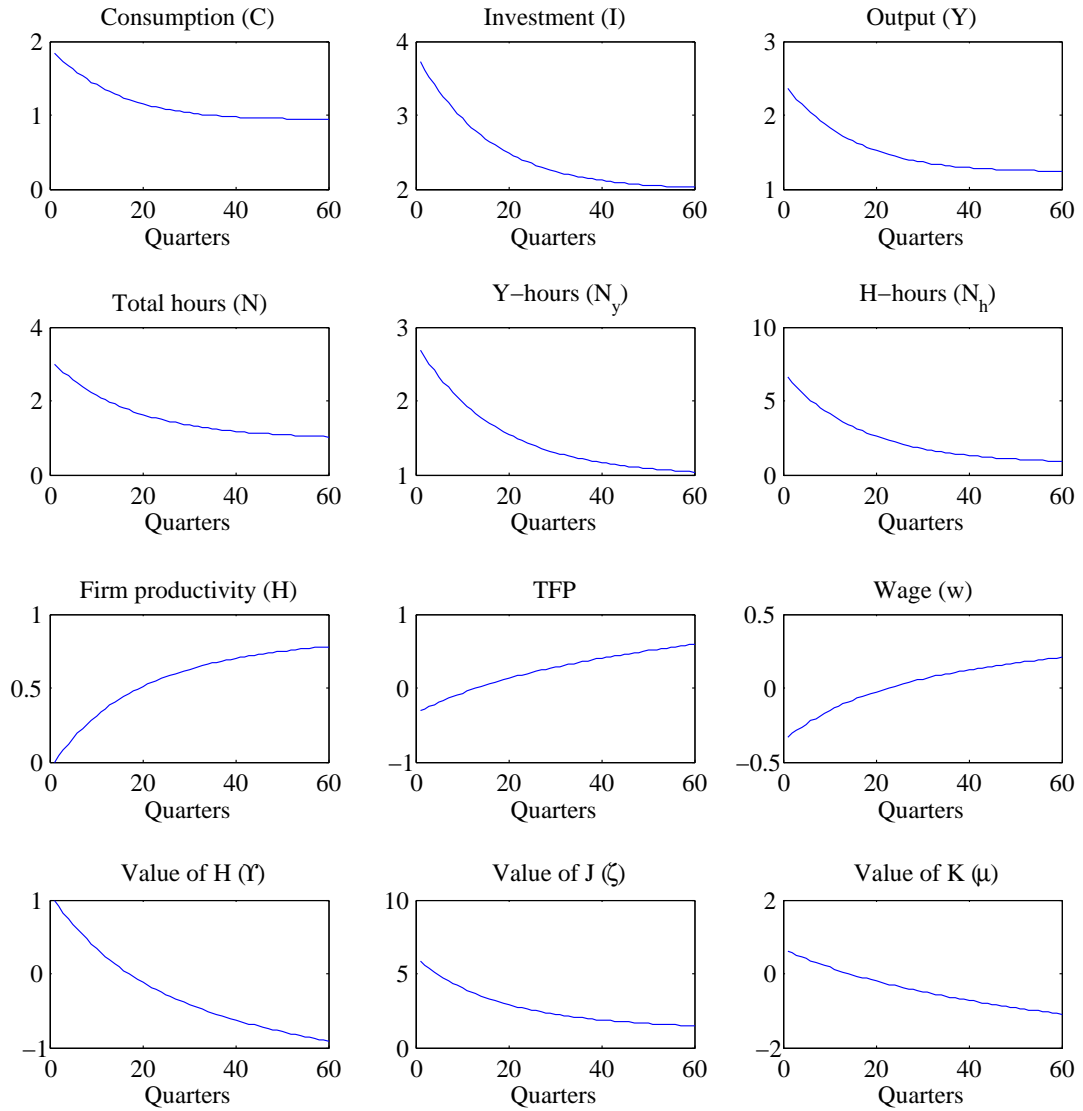 Consumption (C)
2
1
0
0 20 40 60
Quarters
Investment (I)
4
3
2
0 20 40 60
Quarters
Output (Y)
3
2
1
0 20 40 60
Quarters
Total hours (N)
4
2
0
0 20 40 60
Quarters
Y−hours (N_y)
3
2
1
0 20 40 60
Quarters
H−hours (N_h)
10
5
0
0 20 40 60
Quarters
Firm productivity (H)
1
0.5
0
0 20 40 60
Quarters
TFP
1
0
−1
0 20 40 60
Quarters
Wage (w)
0.5
0
−0.5
0 20 40 60
Quarters
Value of H (ϒ)
1
0
−1
0 20 40 60
Quarters
Value of J (ζ)
10
5
0
0 20 40 60
Quarters
Value of K (μ)
2
0
−2
0 20 40 60
Quarters